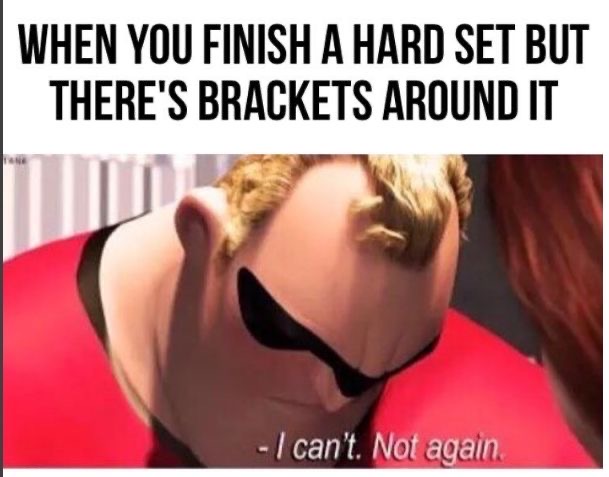 WHEN YOU FINISH A HARD SET BUT
THERE'S BRACKETS AROUND IT
- I can't. Not again.